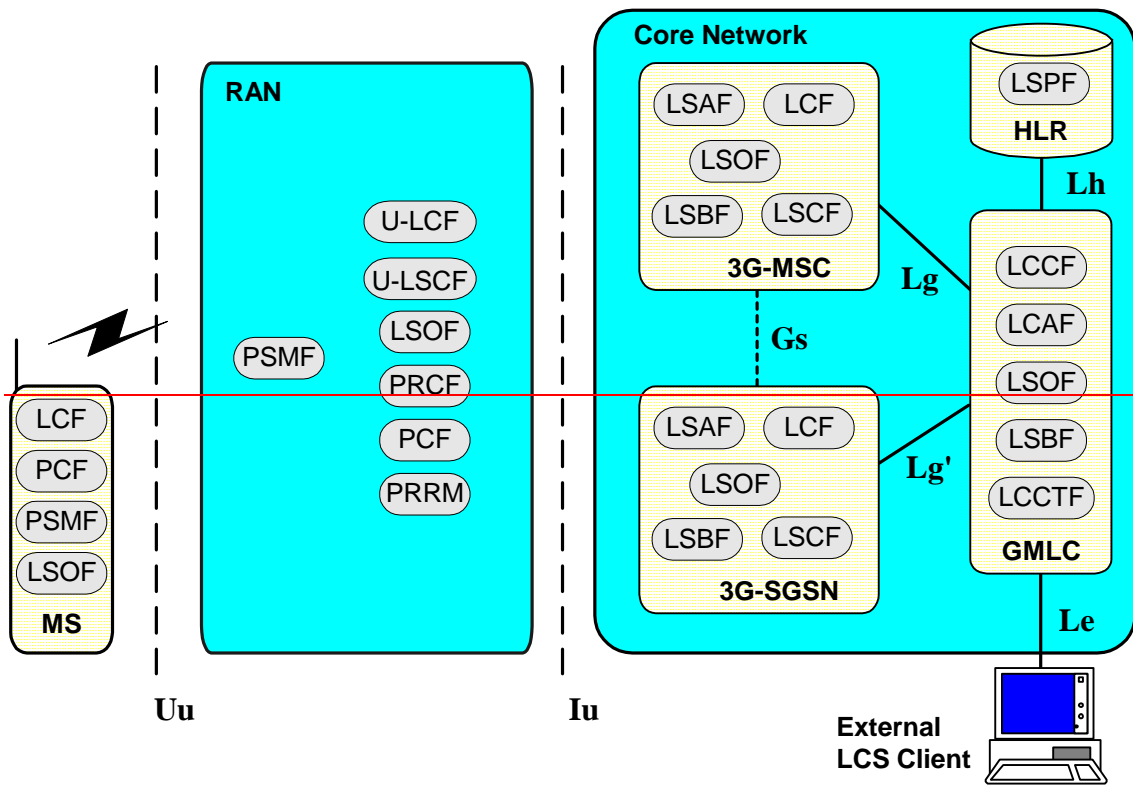 Core Network
RAN
LSAF
LCF
LSOF
LSBF
LSCF
3G-MSC
LSPF
HLR
Lh
U-LCF
U-LSCF
LSOF
PSMF
PRCF
PCF
PRRM
Lg
Gs
LCCF
LCAF
LSOF
LSBF
LCCTF
GMLC
LCF
PCF
PSMF
LSOF
MS
LSAF
LCF
LSOF
LSBF
LSCF
3G-SGSN
Lg'
Le
Uu
Iu
External
LCS Client